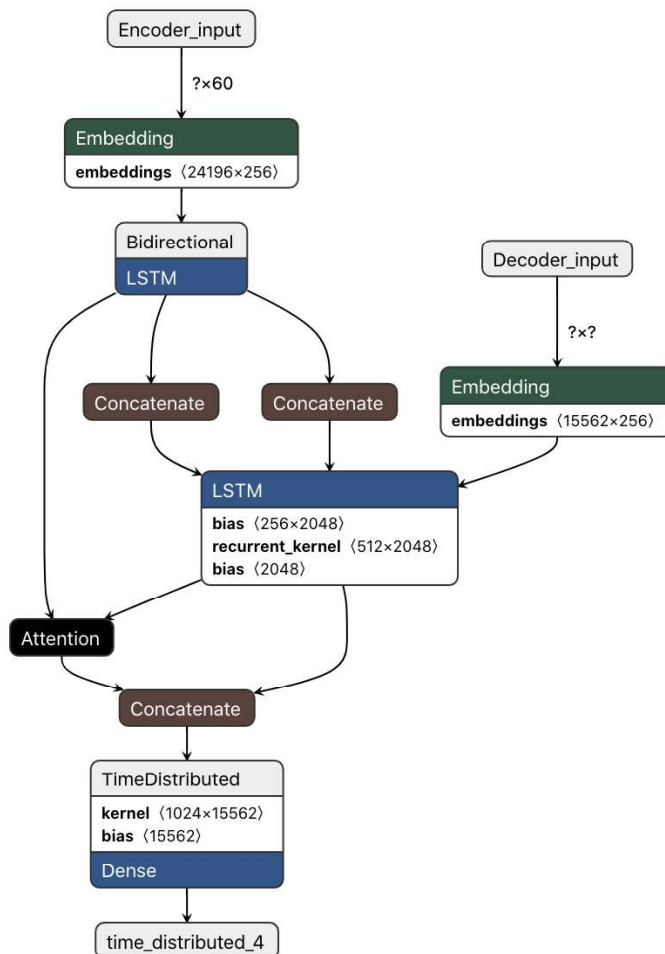 Encoder_input
?×60
Embedding
embeddings ⟨24196×256⟩
Bidirectional
LSTM
Decoder_input
?×?
Concatenate
Concatenate
Embedding
embeddings ⟨15562×256⟩
LSTM
bias ⟨256×2048⟩
recurrent_kernel ⟨512×2048⟩
bias ⟨2048⟩
Attention
Concatenate
TimeDistributed
kernel ⟨1024×15562⟩
bias ⟨15562⟩
Dense
time_distributed_4